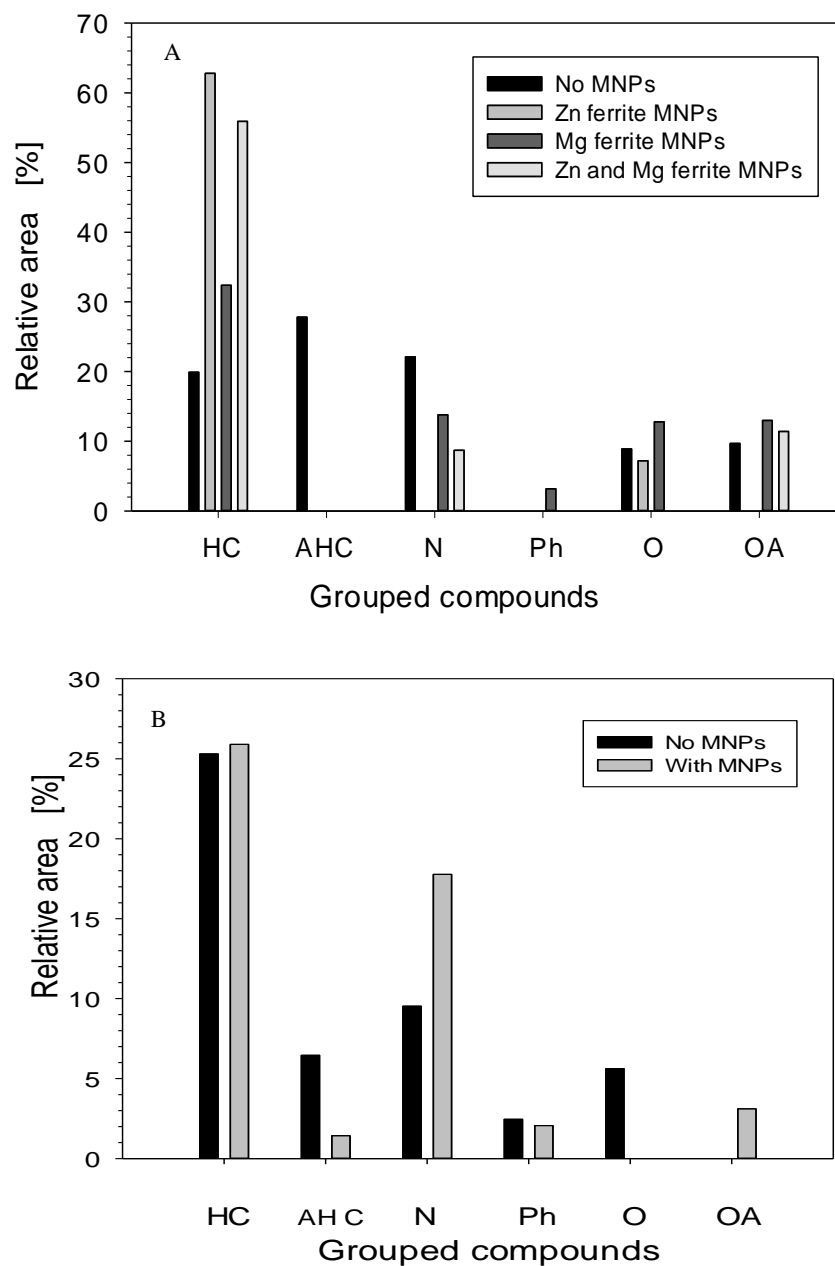 A
70
60
50
40
30
20
10
0
Relative area [%]
No MNPs
Zn ferrite MNPs
Mg ferrite MNPs
Zn and Mg ferrite MNPs
HC AHC N Ph O OA
Grouped compounds
B
30
25
20
15
10
5
0
Relative area [%]
No MNPs
With MNPs
HC AH C N Ph O OA
Grouped compounds